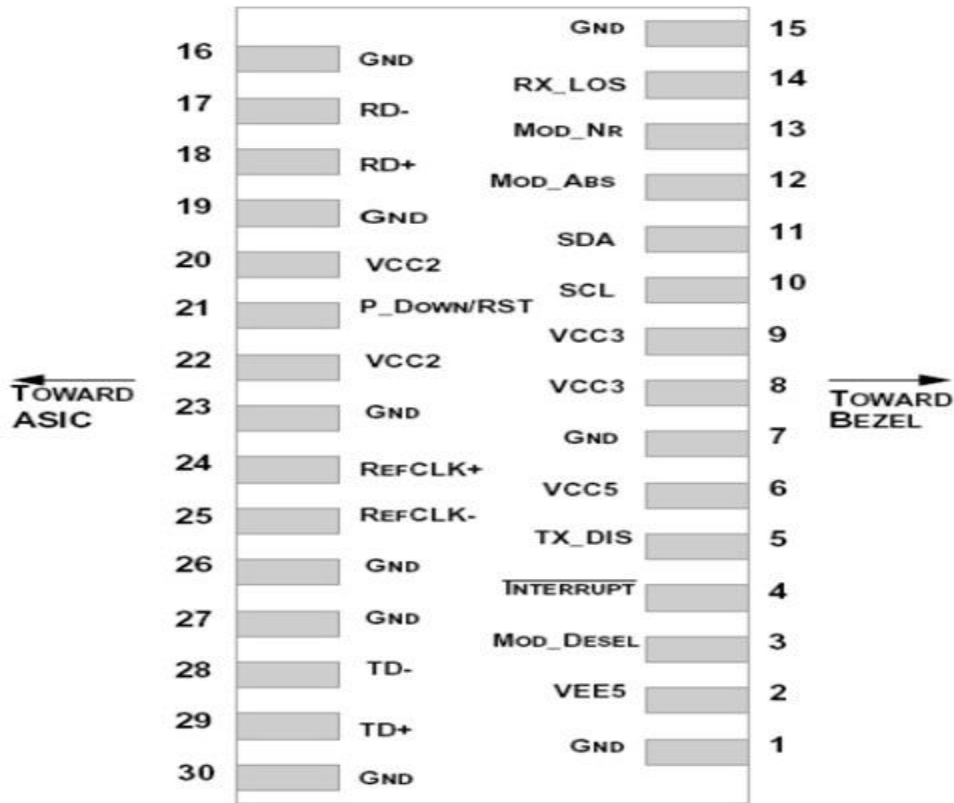 GND 15
16 GND
RX_LOS 14
17 RD-
MOD_NR 13
18 RD+
MOD_ABS 12
19 GND
SDA 11
20 VCC2
SCL 10
21 P_DOWN/RST
VCC3 9
22 VCC2
VCC3 8
TOWARD
ASIC
TOWARD
BEZEL
23 GND
GND 7
24 REFCLK+
VCC5 6
25 REFCLK-
TX_DIS 5
26 GND
INTERRUPT 4
27 GND
MOD_DESEL 3
28 TD-
VEE5 2
29 TD+
GND 1
30 GND